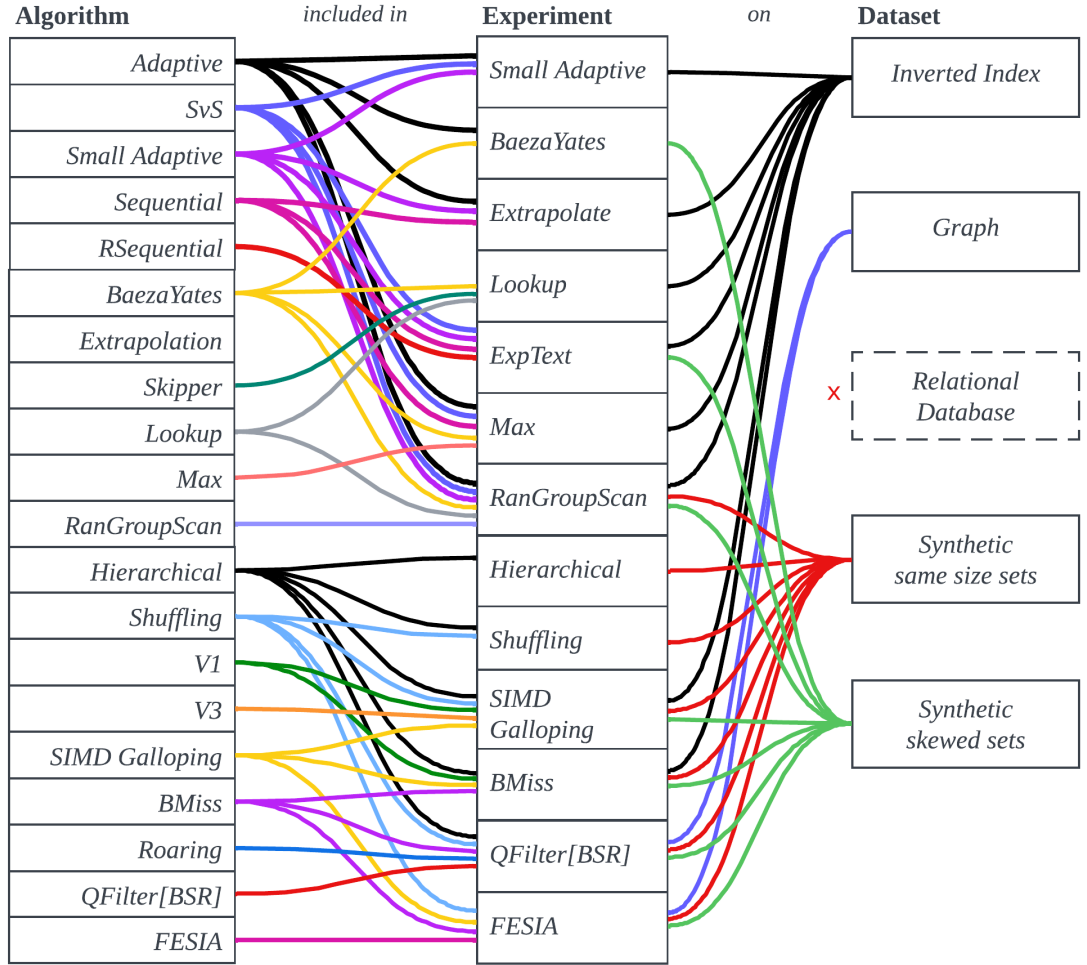 Algorithm
included in
Experiment
on
Dataset
Adaptive
SvS
Small Adaptive
Sequential
RSequential
BaezaYates
Extrapolation
Skipper
Lookup
Max
RanGroupScan
Hierarchical
Shuffling
V1
V3
SIMD Galloping
BMiss
Roaring
QFilter[BSR]
FESIA
Small Adaptive
BaezaYates
Extrapolate
Lookup
ExpText
Max
RanGroupScan
Hierarchical
Shuffling
SIMD
Galloping
BMiss
QFilter[BSR]
FESIA
Inverted Index
Graph
x
Relational
Database
Synthetic
same size sets
Synthetic
skewed sets